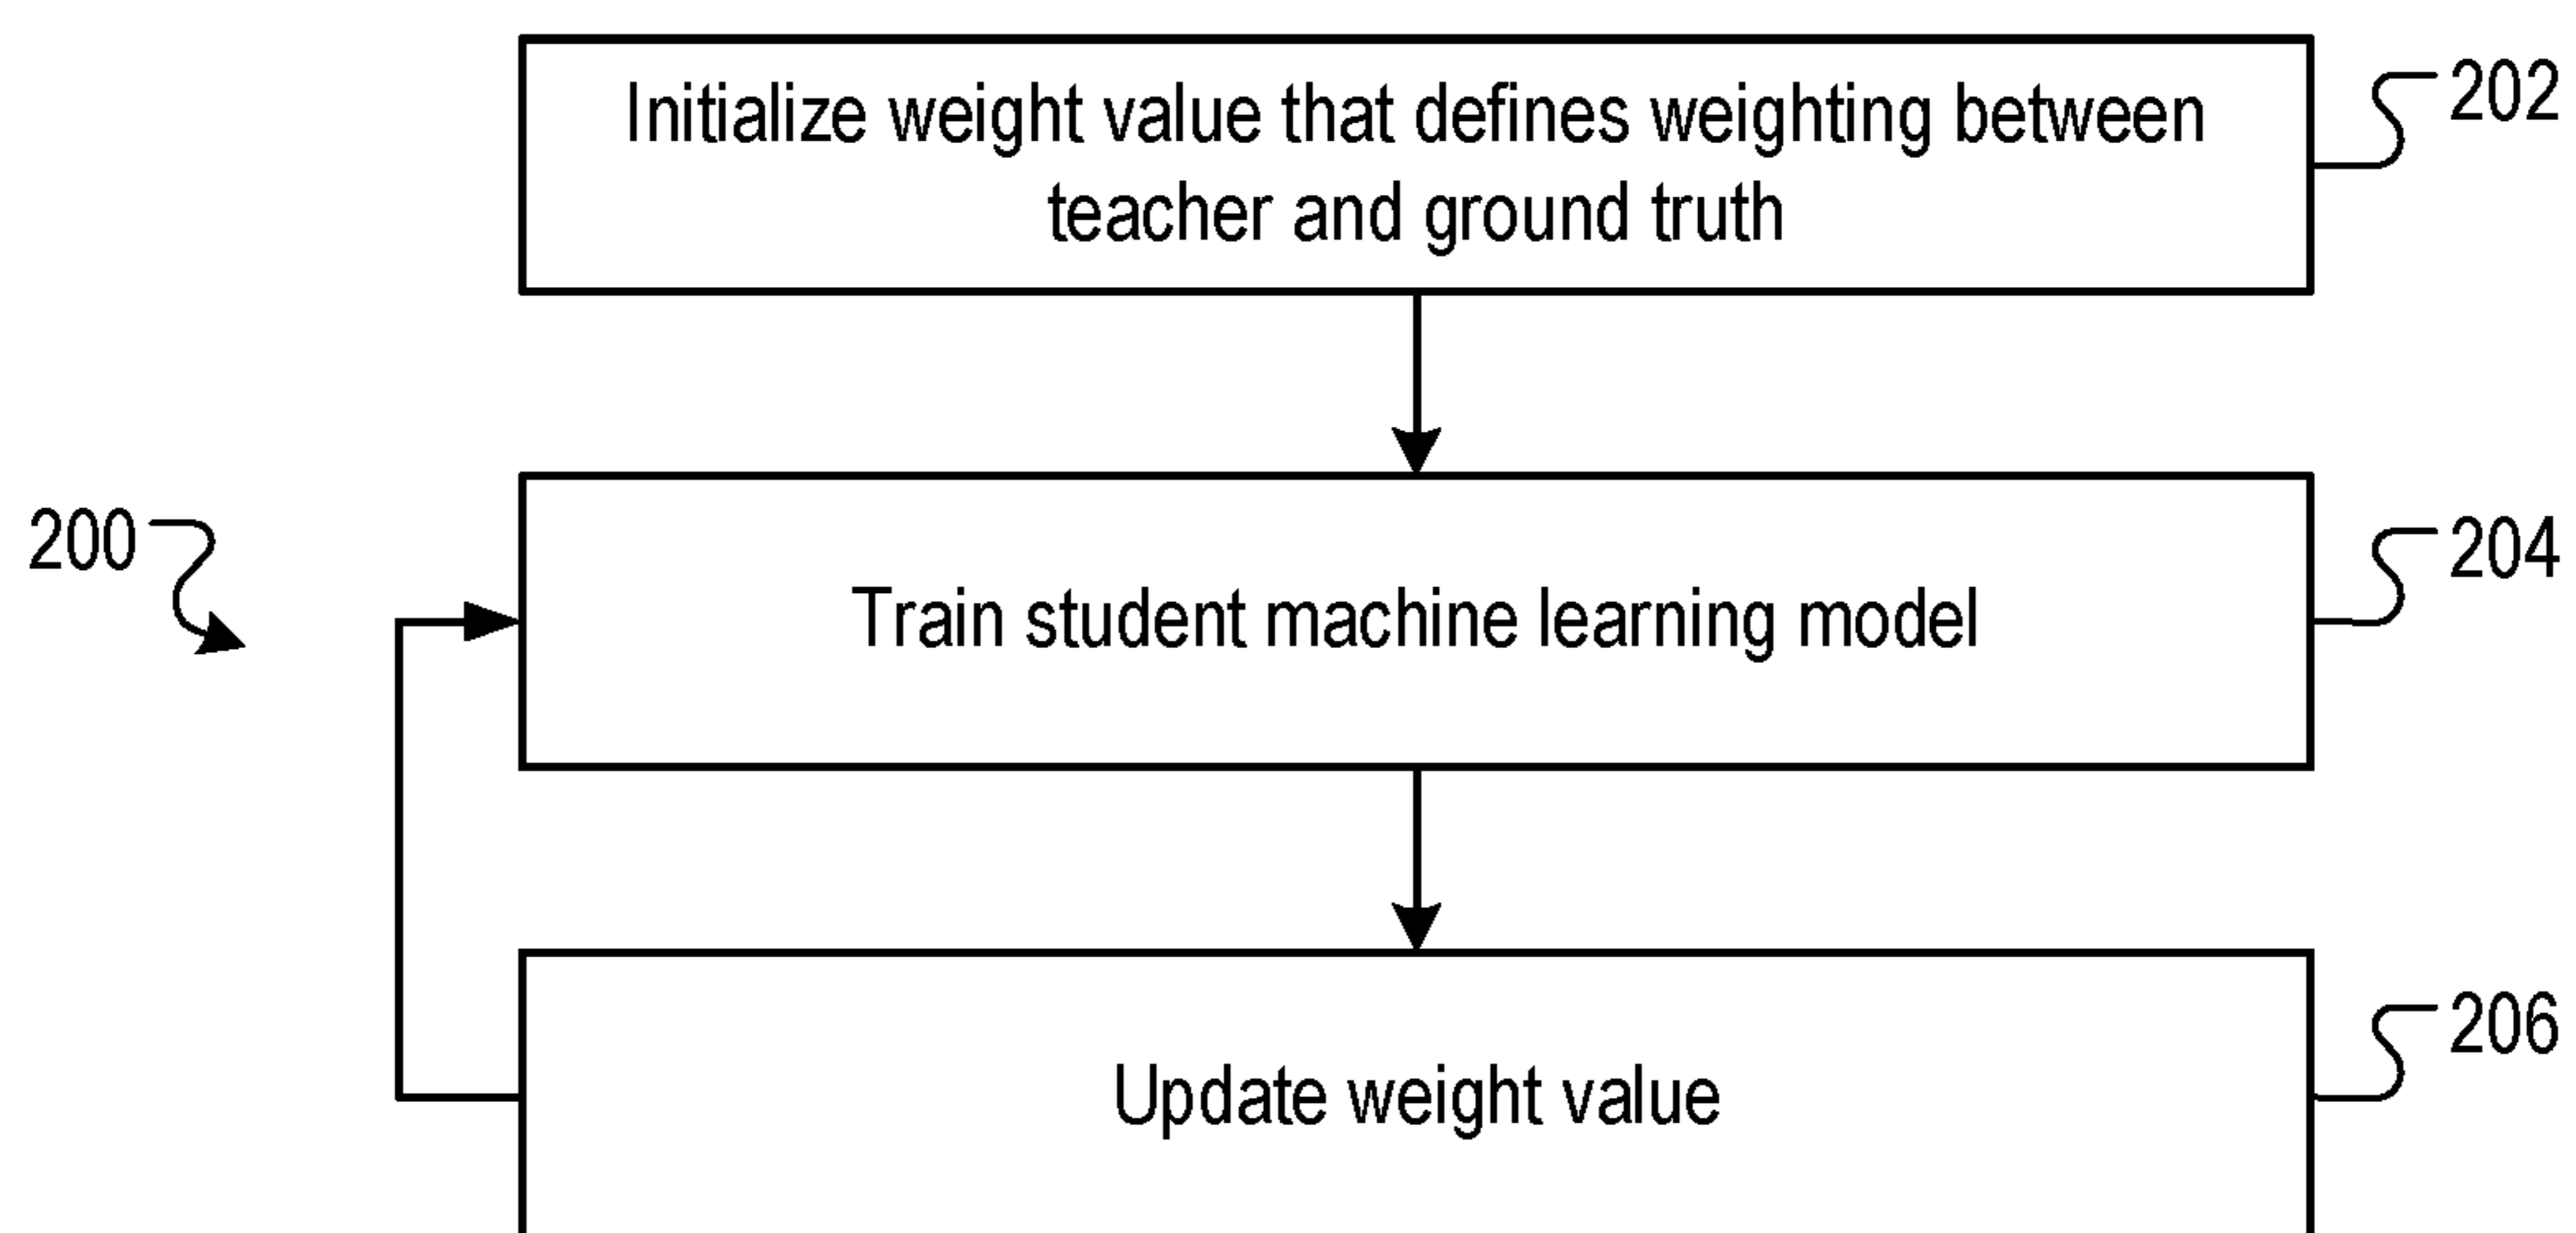 Initialize weight value that defines weighting between
teacher and ground truth
202
200
Train student machine learning model
204
Update weight value
206